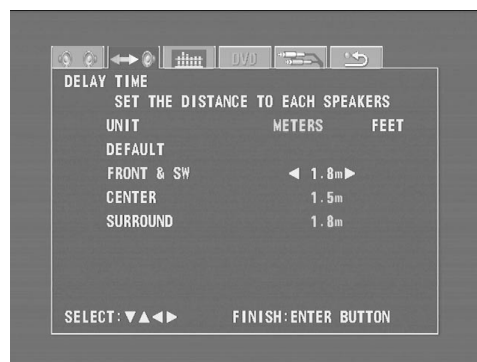 DVD
DELAY TIME
SET THE DISTANCE TO EACH SPEAKERS
UNIT METERS FEET
DEFAULT
FRONT & SW ◀ 1.8m▶
CENTER 1.5m
SURROUND 1.8m
SELECT:▼▲◀▶ FINISH:ENTER BUTTON